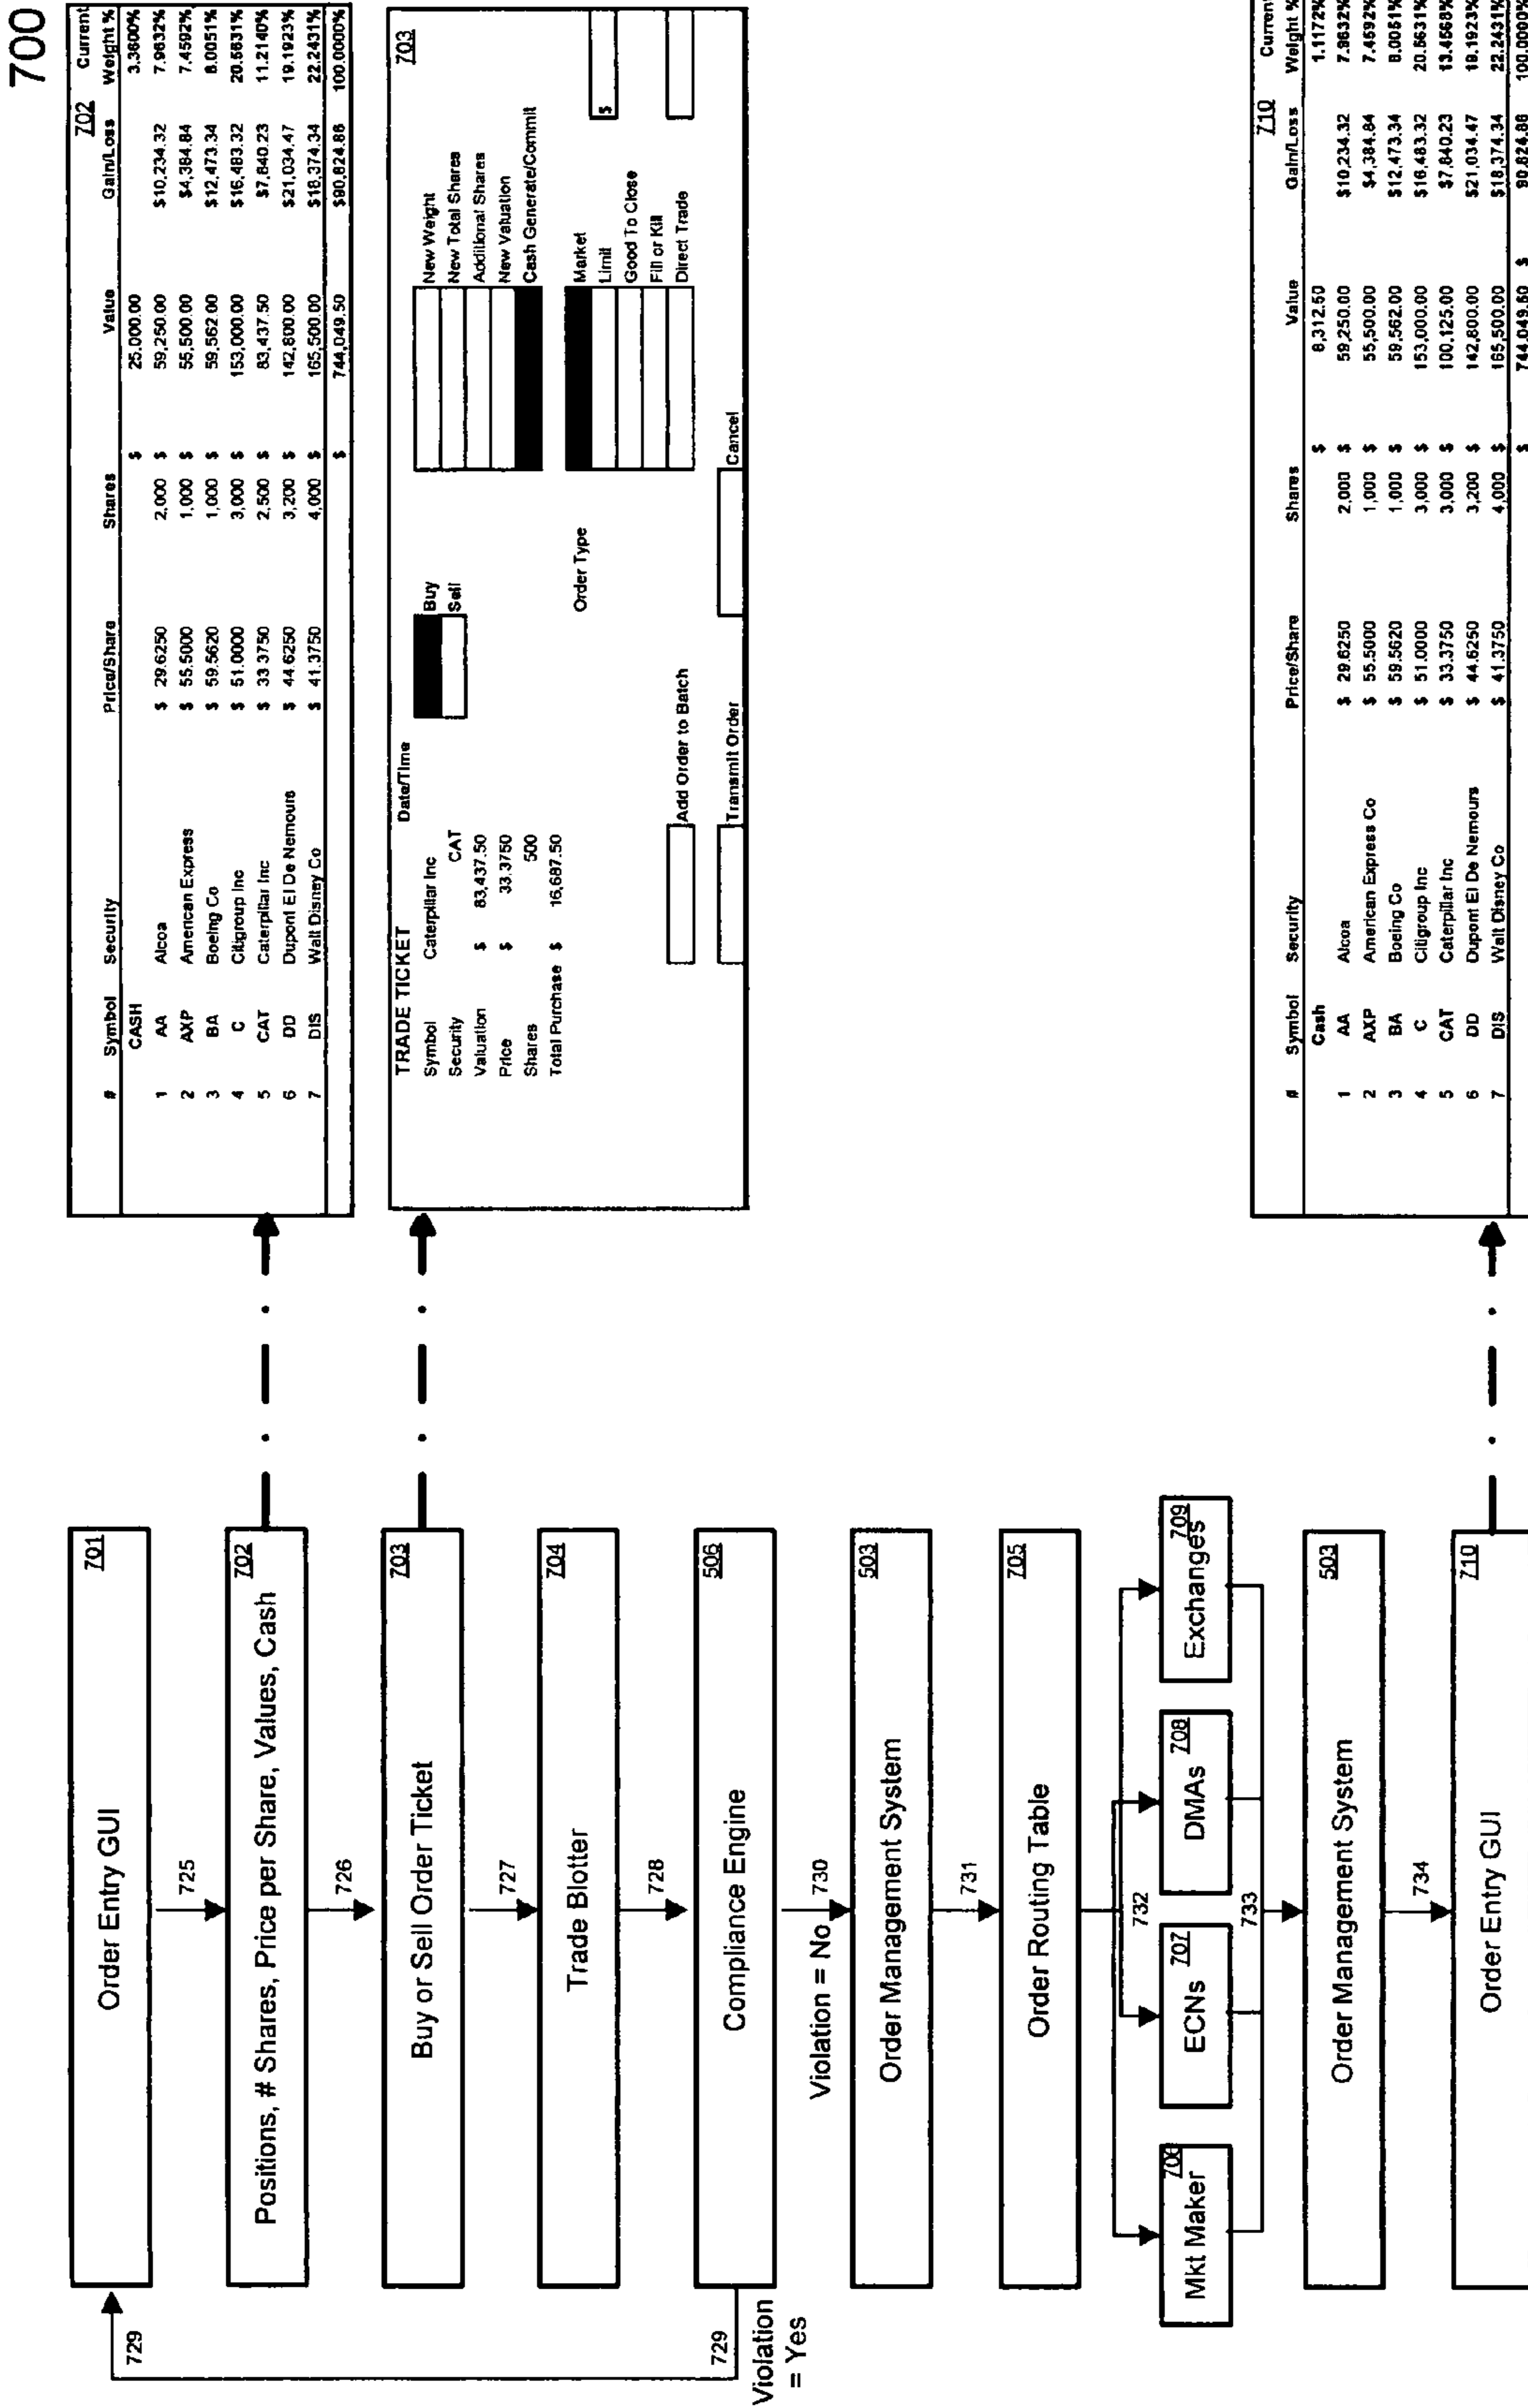 700
701
Order Entry GUI
725
702
Positions, # Shares, Price per Share, Values, Cash
726
703
Buy or Sell Order Ticket
727
704
Trade Blotter
728
506
Compliance Engine
729
729
Violation
= Yes
Violation = No
730
503
Order Management System
731
705
Order Routing Table
732
706
Mkt Maker
707
ECNs
708
DMAs
709
Exchanges
733
503
Order Management System
734
710
Order Entry GUI
702 Current
# Symbol Security Price/Share Shares Value Gain/Loss Weight %
CASH $ 25,000.00 3.3600%
1 AA Alcoa $ 29.6250 2,000 $ 59,250.00 $10,234.32 7.9632%
2 AXP American Express $ 55.5000 1,000 $ 55,500.00 $4,384.84 7.4592%
3 BA Boeing Co $ 59.5620 1,000 $ 59,562.00 $12,473.34 8.0051%
4 C Citigroup Inc $ 51.0000 3,000 $ 153,000.00 $16,483.32 20.5631%
5 CAT Caterpillar Inc $ 33.3750 2,500 $ 83,437.50 $7,840.23 11.2140%
6 DD Dupont EI De Nemours $ 44.6250 3,200 $ 142,800.00 $21,034.47 19.1923%
7 DIS Walt Disney Co $ 41.3750 4,000 $ 165,500.00 $18,374.34 22.2431%
$ 744,049.50 $90,824.86 100.0000%
703
TRADE TICKET Date/Time
Symbol Caterpillar Inc Buy New Weight
Security CAT Sell New Total Shares
Valuation $ 83,437.50 Additional Shares
Price $ 33.3750 New Valuation
Shares 500 Cash Generate/Commit
Total Purchase $ 16,687.50
Order Type Market
Limit $
Good To Close
Fill or Kill
Add Order to Batch Direct Trade
Transmit Order Cancel
710 Current
# Symbol Security Price/Share Shares Value Gain/Loss Weight %
Cash $ 8,312.50 1.1172%
1 AA Alcoa $ 29.6250 2,000 $ 59,250.00 $10,234.32 7.9632%
2 AXP American Express Co $ 55.5000 1,000 $ 55,500.00 $4,384.84 7.4592%
3 BA Boeing Co $ 59.5620 1,000 $ 59,562.00 $12,473.34 8.0051%
4 C Citigroup Inc $ 51.0000 3,000 $ 153,000.00 $16,483.32 20.5631%
5 CAT Caterpillar Inc $ 33.3750 3,000 $ 100,125.00 $7,840.23 13.4568%
6 DD Dupont EI De Nemours $ 44.6250 3,200 $ 142,800.00 $21,034.47 19.1923%
7 DIS Walt Disney Co $ 41.3750 4,000 $ 165,500.00 $18,374.34 22.2431%
$ 744,049.50 $ 90,824.86 100.0000%